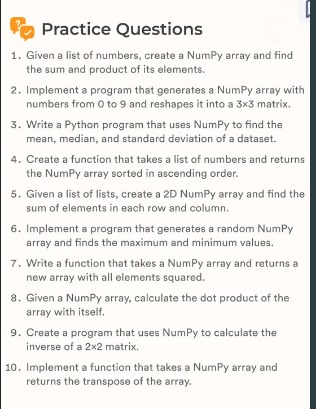 Practice Questions
1. Given a list of numbers, create a NumPy array and find
the sum and product of its elements.
2. Implement a program that generates a NumPy array with
numbers from 0 to 9 and reshapes it into a 3×3 matrix.
3. Write a Python program that uses NumPy to find the
mean, median, and standard deviation of a dataset.
4. Create a function that takes a list of numbers and returns
the NumPy array sorted in ascending order.
5. Given a list of lists, create a 2D NumPy array and find the
sum of elements in each row and column.
6. Implement a program that generates a random NumPy
array and finds the maximum and minimum values.
7. Write a function that takes a NumPy array and returns a
new array with all elements squared.
8. Given a NumPy array, calculate the dot product of the
array with itself.
9. Create a program that uses NumPy to calculate the
inverse of a 2×2 matrix.
10. Implement a function that takes a NumPy array and
returns the transpose of the array.